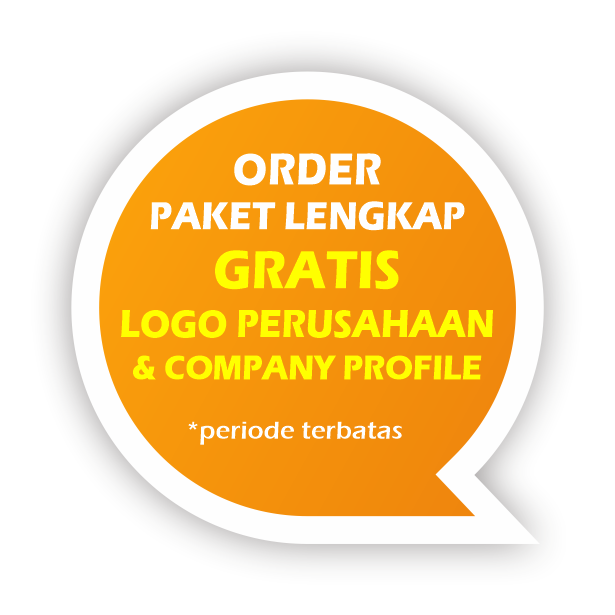 ORDER
PAKET LENGKAP
GRATIS
LOGO PERUSAHAAN
& COMPANY PROFILE
*periode terbatas